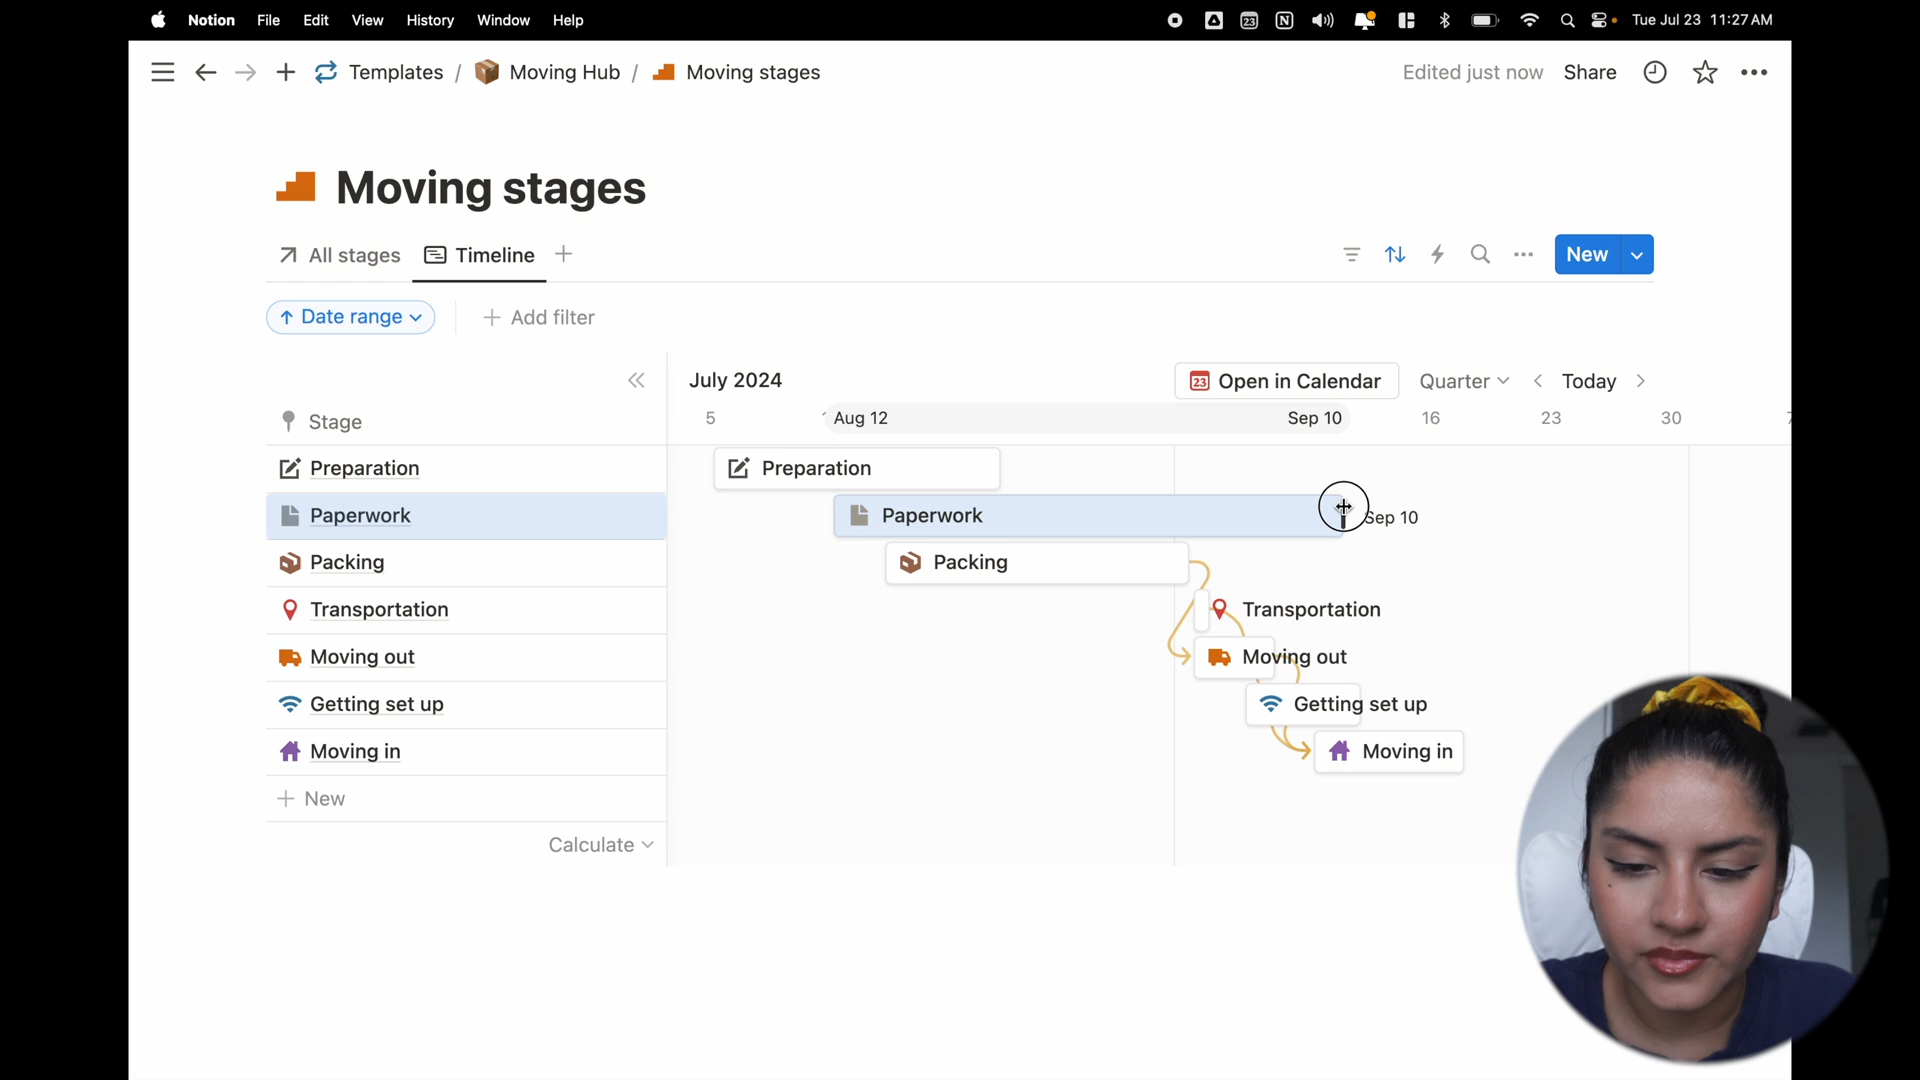 Notion File Edit View History Window Help 23 Tue Jul 23 11:27 AM
Templates / Moving Hub / Moving stages Edited just now Share
Moving stages
All stages Timeline New
Date range Add filter
July 2024 23 Open in Calendar Quarter Today
Stage 5 Aug 12 Sep 10 16 23 30
Preparation Preparation
Paperwork Paperwork Sep 10
Packing Packing
Transportation Transportation
Moving out Moving out
Getting set up Getting set up
Moving in Moving in
New
Calculate